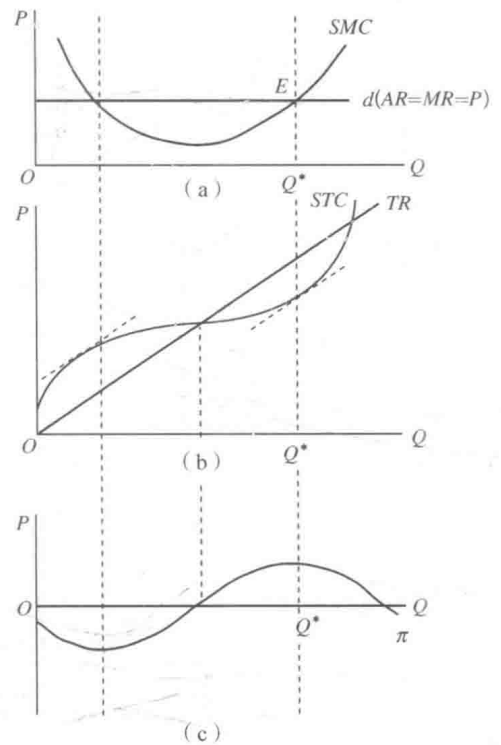 P
SMC
E
d(AR=MR=P)
O
Q*
Q
(a)
P
STC
TR
O
Q*
Q
(b)
P
O
Q*
Q
π
(c)